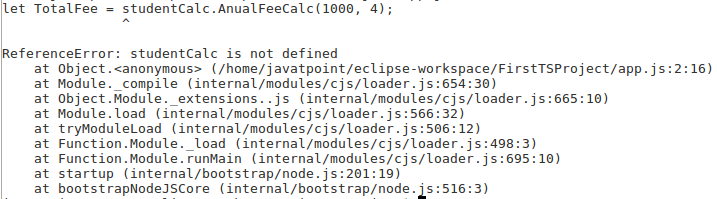 let TotalFee = studentCalc.AnualFeeCalc(1000, 4);
^
ReferenceError: studentCalc is not defined
at Object.<anonymous> (/home/javatpoint/eclipse-workspace/FirstTSProject/app.js:2:16)
at Module._compile (internal/modules/cjs/loader.js:654:30)
at Object.Module._extensions..js (internal/modules/cjs/loader.js:665:10)
at Module.load (internal/modules/cjs/loader.js:566:32)
at tryModuleLoad (internal/modules/cjs/loader.js:506:12)
at Function.Module._load (internal/modules/cjs/loader.js:498:3)
at Function.Module.runMain (internal/modules/cjs/loader.js:695:10)
at startup (internal/bootstrap/node.js:201:19)
at bootstrapNodeJSCore (internal/bootstrap/node.js:516:3)